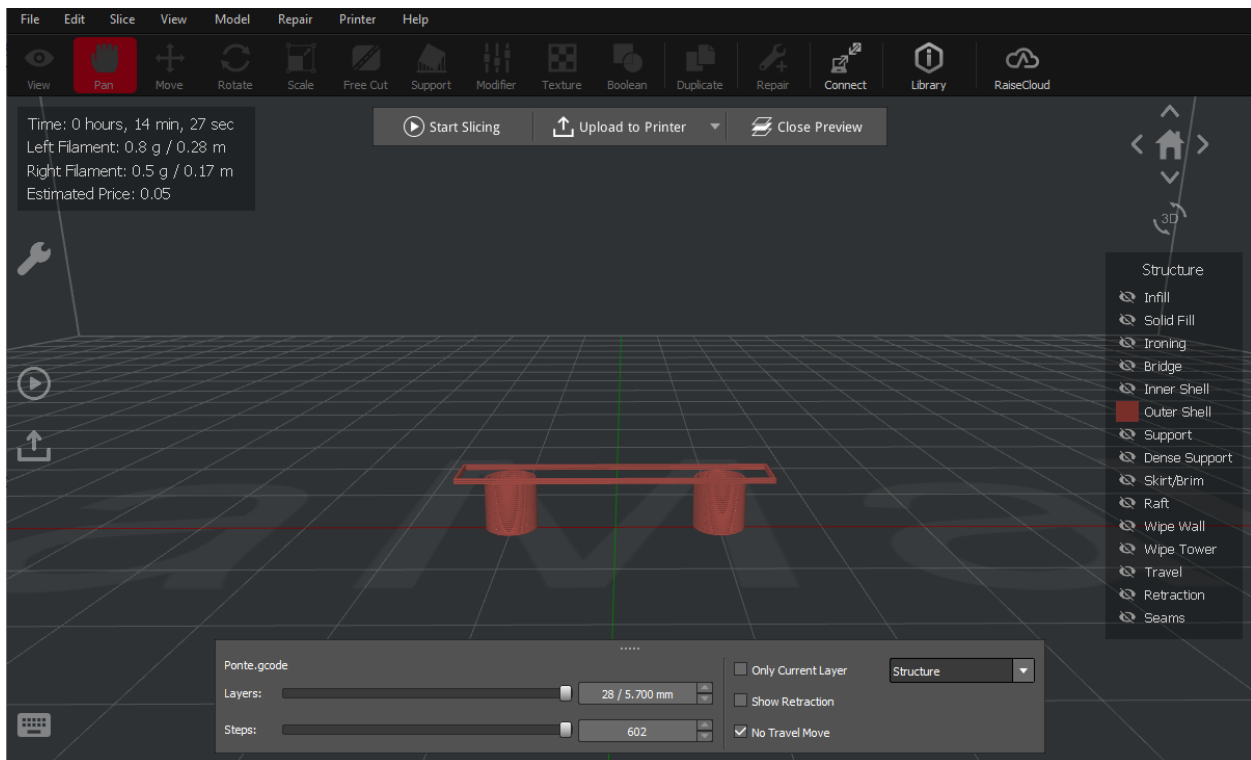 File Edit Slice View Model Repair Printer Help
View Pan Move Rotate Scale Free Cut Support Modifier Texture Boolean Duplicate Repair Connect Library RaiseCloud
Time: 0 hours, 14 min, 27 sec
Left Filament: 0.8 g / 0.28 m
Right Filament: 0.5 g / 0.17 m
Estimated Price: 0.05
Start Slicing Upload to Printer Close Preview
3D
Structure
Infill
Solid Fill
Ironing
Bridge
Inner Shell
Outer Shell
Support
Dense Support
Skirt/Brim
Raft
Wipe Wall
Wipe Tower
Travel
Retraction
Seams
Ponte.gcode
Layers: 28 / 5.700 mm
Steps: 602
Only Current Layer Structure
Show Retraction
No Travel Move